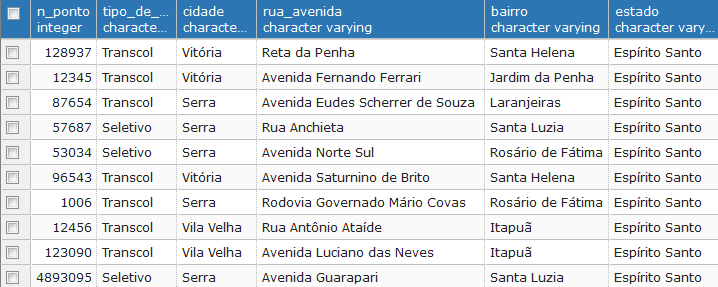 n_ponto tipo_de_... cidade rua_avenida bairro estado
integer characte... characte... character varying character varying character vary...
128937 Transcol Vitória Reta da Penha Santa Helena Espírito Santo
12345 Transcol Vitória Avenida Fernando Ferrari Jardim da Penha Espírito Santo
87654 Transcol Serra Avenida Eudes Scherrer de Souza Laranjeiras Espírito Santo
57687 Seletivo Serra Rua Anchieta Santa Luzia Espírito Santo
53034 Seletivo Serra Avenida Norte Sul Rosário de Fátima Espírito Santo
96543 Transcol Vitória Avenida Saturnino de Brito Santa Helena Espírito Santo
1006 Transcol Serra Rodovia Governado Mário Covas Rosário de Fátima Espírito Santo
12456 Transcol Vila Velha Rua Antônio Ataíde Itapuã Espírito Santo
123090 Transcol Vila Velha Avenida Luciano das Neves Itapuã Espírito Santo
4893095 Seletivo Serra Avenida Guarapari Santa Luzia Espírito Santo